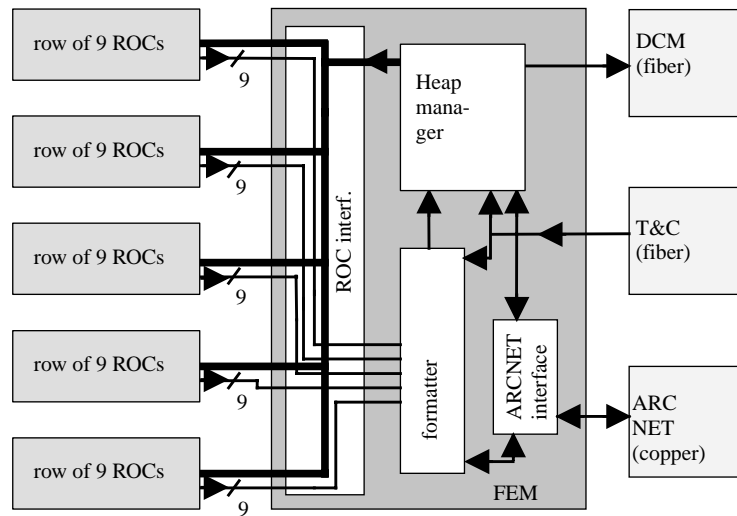 row of 9 ROCs
9
row of 9 ROCs
9
row of 9 ROCs
9
row of 9 ROCs
9
row of 9 ROCs
9
ROC interf.
Heap
mana-
ger
formatter
ARCNET
interface
FEM
DCM
(fiber)
T&C
(fiber)
ARC
NET
(copper)